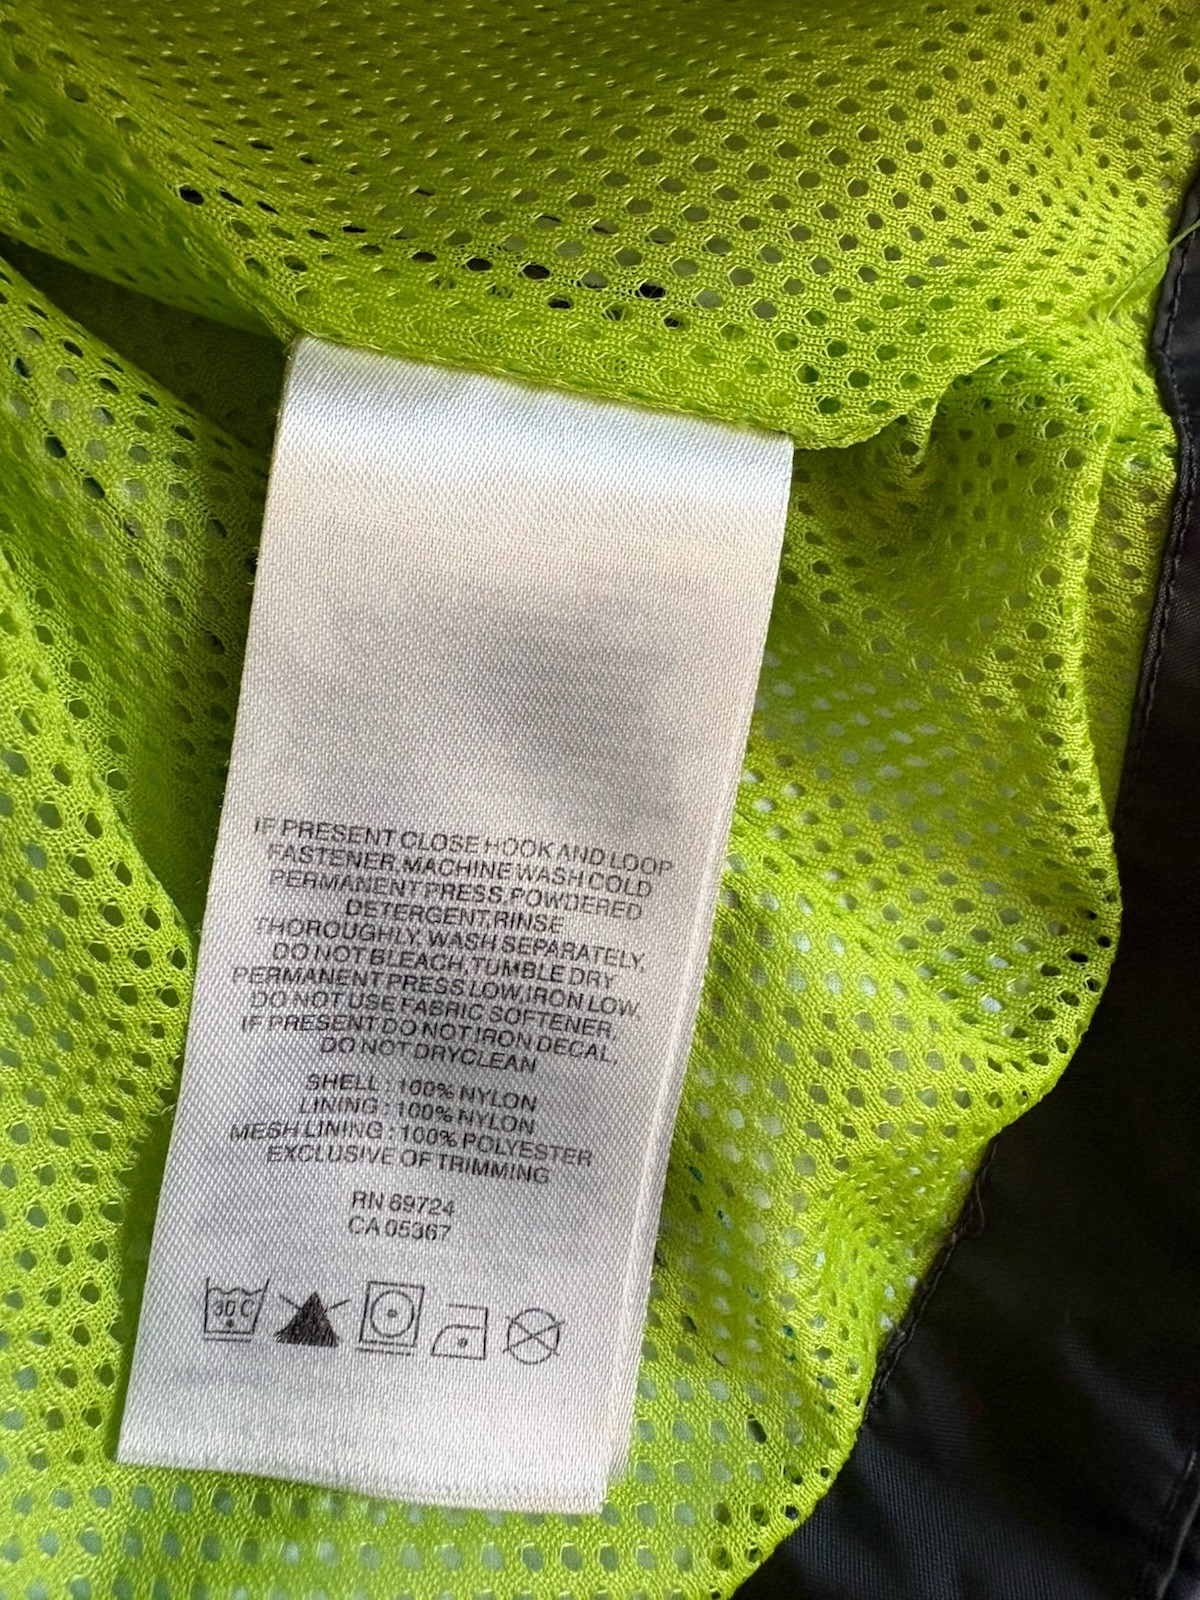 IF PRESENT CLOSE HOOK AND LOOP
FASTENER, MACHINE WASH COLD
PERMANENT PRESS, POWDERED
DETERGENT, RINSE
THOROUGHLY, WASH SEPARATELY,
DO NOT BLEACH, TUMBLE DRY
PERMANENT PRESS LOW, IRON LOW.
DO NOT USE FABRIC SOFTENER,
IF PRESENT DO NOT IRON DECAL,
DO NOT DRYCLEAN
SHELL : 100% NYLON
LINING : 100% NYLON
MESH LINING : 100% POLYESTER
EXCLUSIVE OF TRIMMING
RN 69724
CA 05367
30 C